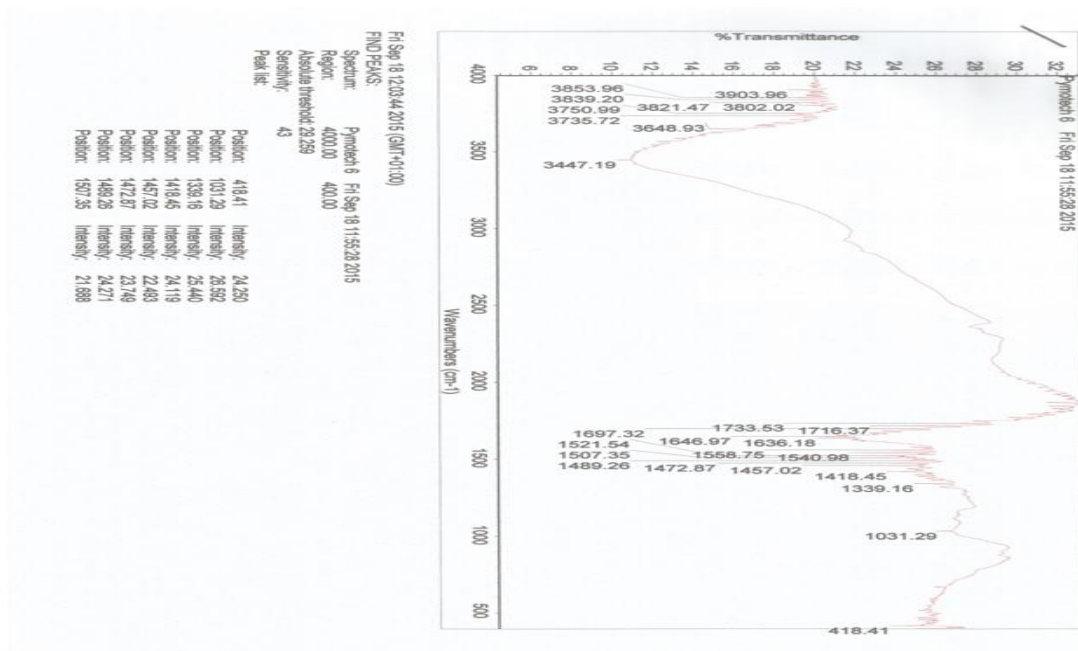 Pymotech 6 Fri Sep 18 11:55:28 2015
%Transmittance
6 8 10 12 14 16 18 20 22 24 26 28 30 32
4000 3500 3000 2500 2000 1500 1000 500
Wavenumbers (cm-1)
3903.96
3853.96
3839.20
3821.47
3802.02
3750.99
3735.72
3648.93
3447.19
1733.53
1716.37
1697.32
1646.97
1636.18
1521.54
1558.75
1540.98
1507.35
1489.26
1472.87
1457.02
1418.45
1339.16
1031.29
418.41
Fri Sep 18 12:03:44 2015 (GMT+01:00)
FIND PEAKS:
Spectrum: Pymotech 6 Fri Sep 18 11:55:28 2015
Region: 4000.00 400.00
Absolute threshold: 29.259
Sensitivity: 43
Peak list:
Position: 418.41 Intensity: 24.250
Position: 1031.29 Intensity: 26.592
Position: 1339.16 Intensity: 25.440
Position: 1418.45 Intensity: 24.119
Position: 1457.02 Intensity: 22.493
Position: 1472.87 Intensity: 23.749
Position: 1489.26 Intensity: 24.271
Position: 1507.35 Intensity: 21.688